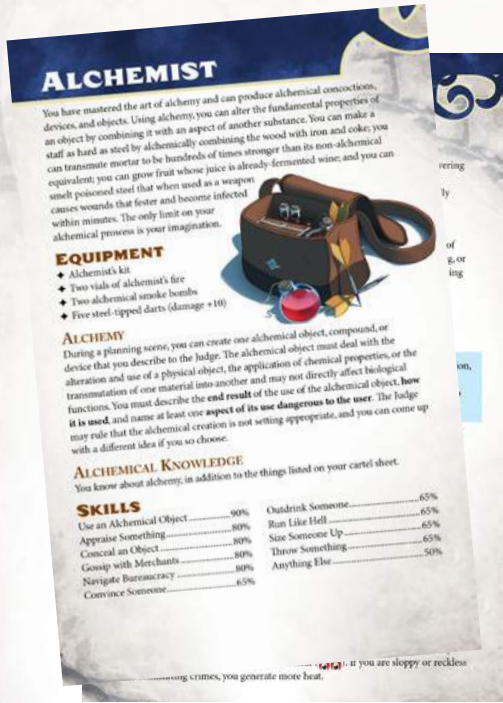 ALCHEMIST
You have mastered the art of alchemy and can produce alchemical concoctions,
devices, and objects. Using alchemy, you can alter the fundamental properties of
an object by combining it with an aspect of another substance. You can make a
staff as hard as steel by alchemically combining the wood with iron and coke; you
can transmute mortar to be hundreds of times stronger than its non-alchemical
equivalent; you can grow fruit whose juice is already-fermented wine; and you can
smelt poisoned steel that when used as a weapon
causes wounds that fester and become infected
within minutes. The only limit on your
alchemical prowess is your imagination.
EQUIPMENT
✦ Alchemist's kit
✦ Two vials of alchemist's fire
✦ Two alchemical smoke bombs
✦ Five steel-tipped darts (damage +10)
ALCHEMY
During a planning scene, you can create one alchemical object, compound, or
device that you describe to the Judge. The alchemical object must deal with the
alteration and use of a physical object, the application of chemical properties, or the
transmutation of one material into another and may not directly affect biological
functions. You must describe the end result of the use of the alchemical object, how
it is used, and name at least one aspect of its use dangerous to the user. The Judge
may rule that the alchemical creation is not setting appropriate, and you can come up
with a different idea if you so choose.
ALCHEMICAL KNOWLEDGE
You know about alchemy, in addition to the things listed on your cartel sheet.
SKILLS
Use an Alchemical Object 90%
Appraise Something 80%
Conceal an Object 80%
Gossip with Merchants 80%
Navigate Bureaucracy 80%
Convince Someone 65%
Outdrink Someone 65%
Run Like Hell 65%
Size Someone Up 65%
Throw Something 65%
Anything Else 50%
vering
ly
of
g, or
ing
on,
If you are sloppy or reckless
crimes, you generate more heat.